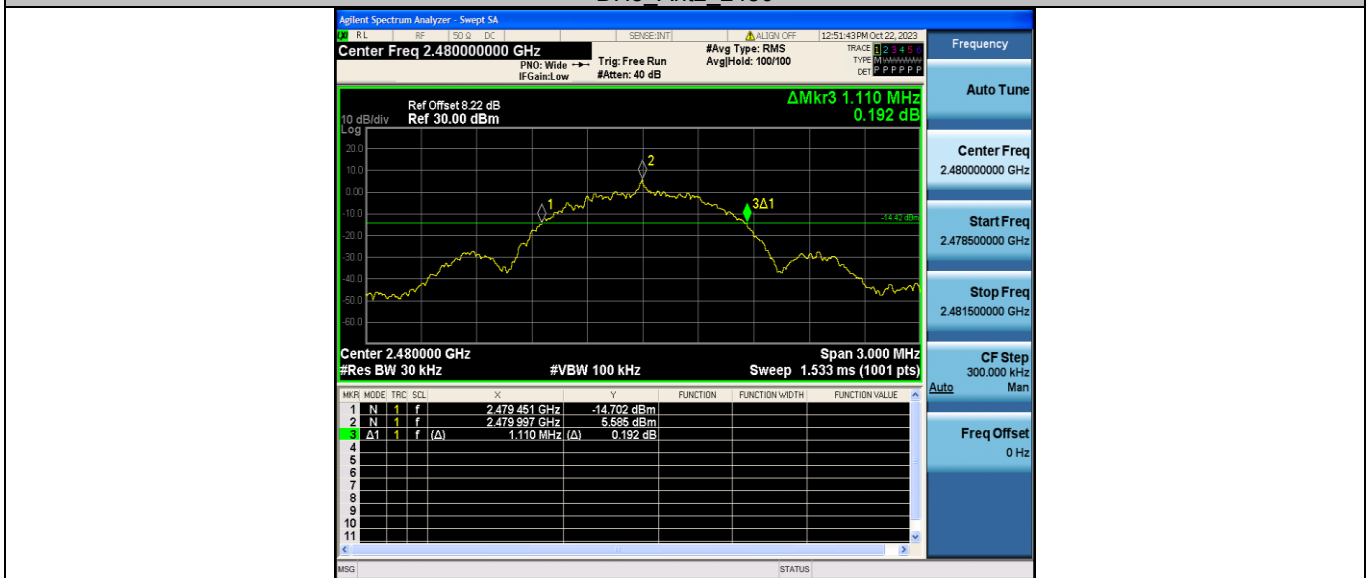 Agilent Spectrum Analyzer - Swept SA
RL RF 50 Ω DC SENSE:INT ALIGN OFF 12:51:43 PM Oct 22, 2023
Center Freq 2.480000000 GHz
PNO: Wide
IFGain:Low
Trig: Free Run
#Atten: 40 dB
#Avg Type: RMS
Avg|Hold: 100/100
TRACE 1 2 3 4 5 6
TYPE MWWWWW
DET P P P P P P
ΔMkr3 1.110 MHz
0.192 dB
Ref Offset 8.22 dB
10 dB/div Ref 30.00 dBm
Log
20.0
10.0
0.00
-10.0
-20.0
-30.0
-40.0
-50.0
-60.0
2
1
3Δ1
-14.42 dBm
Center 2.480000 GHz Span 3.000 MHz
#Res BW 30 kHz #VBW 100 kHz Sweep 1.533 ms (1001 pts)
MKR MODE TRC SCL X Y FUNCTION FUNCTION WIDTH FUNCTION VALUE
1 N 1 f 2.479 451 GHz -14.702 dBm
2 N 1 f 2.479 997 GHz 5.585 dBm
3 Δ1 1 f (Δ) 1.110 MHz (Δ) 0.192 dB
4
5
6
7
8
9
10
11
MSG STATUS
Frequency
Auto Tune
Center Freq
2.480000000 GHz
Start Freq
2.478500000 GHz
Stop Freq
2.481500000 GHz
CF Step
300.000 kHz
Auto Man
Freq Offset
0 Hz